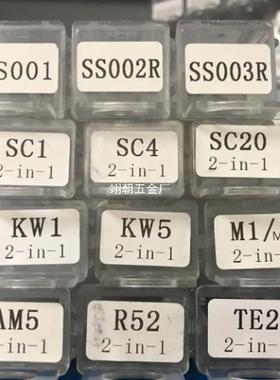 S001
SS002R
SS003R
SC1
2-in-1
SC4
2-in-1
SC20
2-in-1
翊朝五金厂
KW1
2-in-1
KW5
2-in-1
M1/M
2-in-1
AM5
2-in-1
R52
2-in-1
TE2
2-in-1